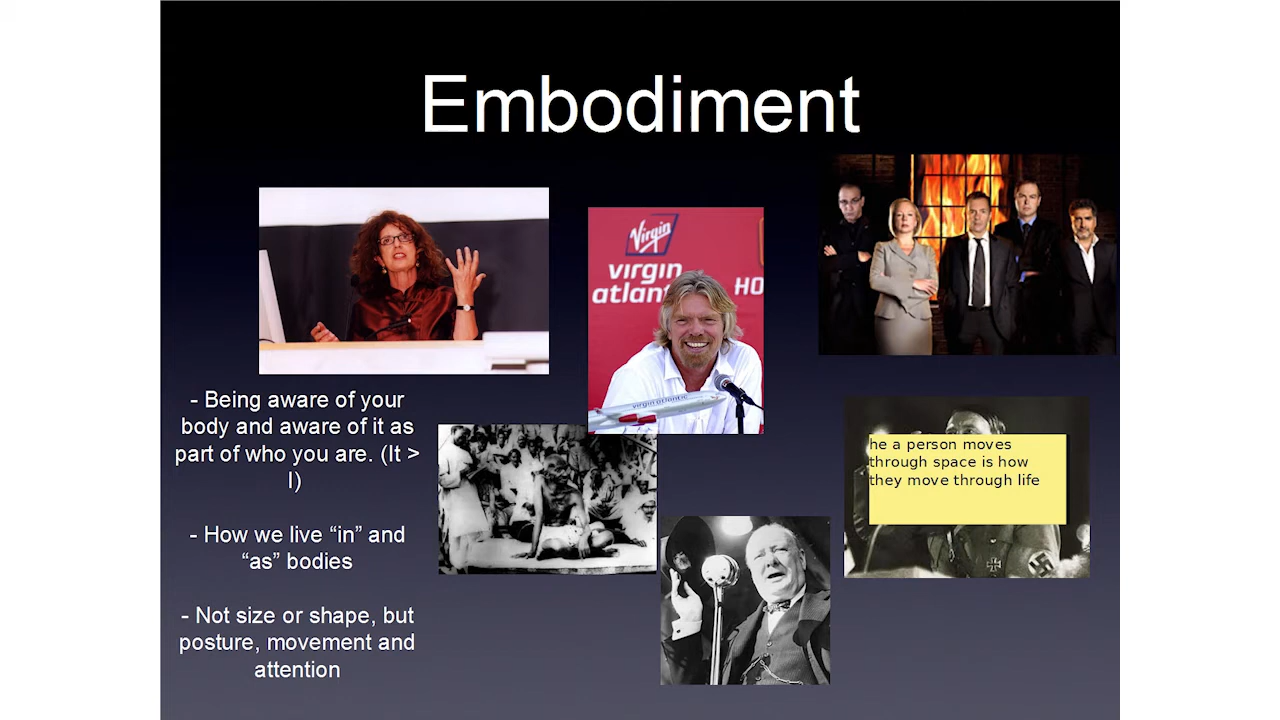 Embodiment
Virgin
virgin
atlant
HO
- Being aware of your
body and aware of it as
part of who you are. (It >
I)
- How we live “in” and
“as” bodies
- Not size or shape, but
posture, movement and
attention
virgin atlantic
he a person moves
through space is how
they move through life